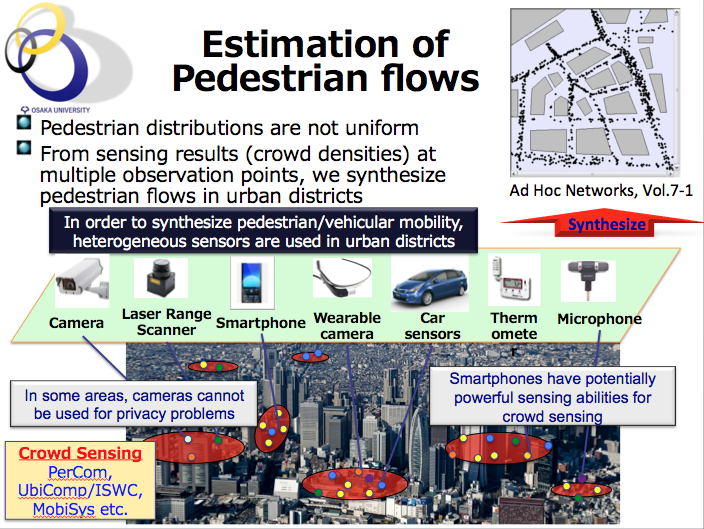 Estimation of
Pedestrian flows
OSAKA UNIVERSITY
Pedestrian distributions are not uniform
From sensing results (crowd densities) at
multiple observation points, we synthesize
pedestrian flows in urban districts
Ad Hoc Networks, Vol.7-1
Synthesize
In order to synthesize pedestrian/vehicular mobility,
heterogeneous sensors are used in urban districts
Camera
Laser Range
Scanner
Smartphone
Wearable
camera
Car
sensors
Therm
omete
r
Microphone
In some areas, cameras cannot
be used for privacy problems
Smartphones have potentially
powerful sensing abilities for
crowd sensing
Crowd Sensing
PerCom,
UbiComp/ISWC,
MobiSys etc.